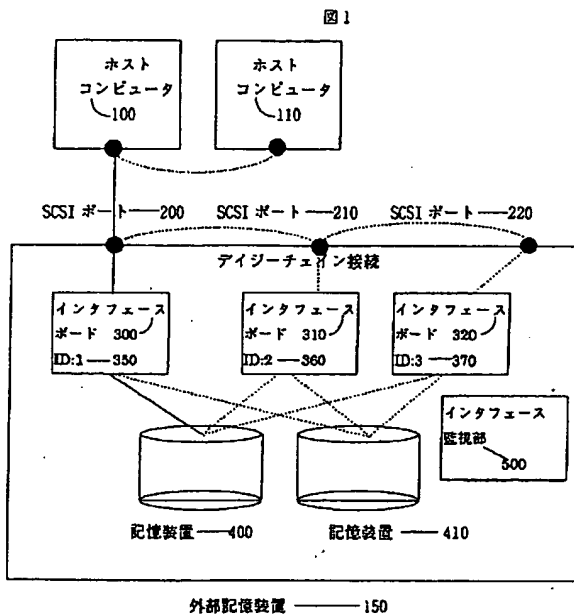 図1
ホスト
コンピュータ
100
ホスト
コンピュータ
110
SCSI ポート 200
SCSI ポート 210
SCSI ポート 220
デイジーチェイン接続
インタフェース
ボード 300
ID:1 350
インタフェース
ボード 310
ID:2 360
インタフェース
ボード 320
ID:3 370
インタフェース
監視部
500
記憶装置 400
記憶装置 410
外部記憶装置 150